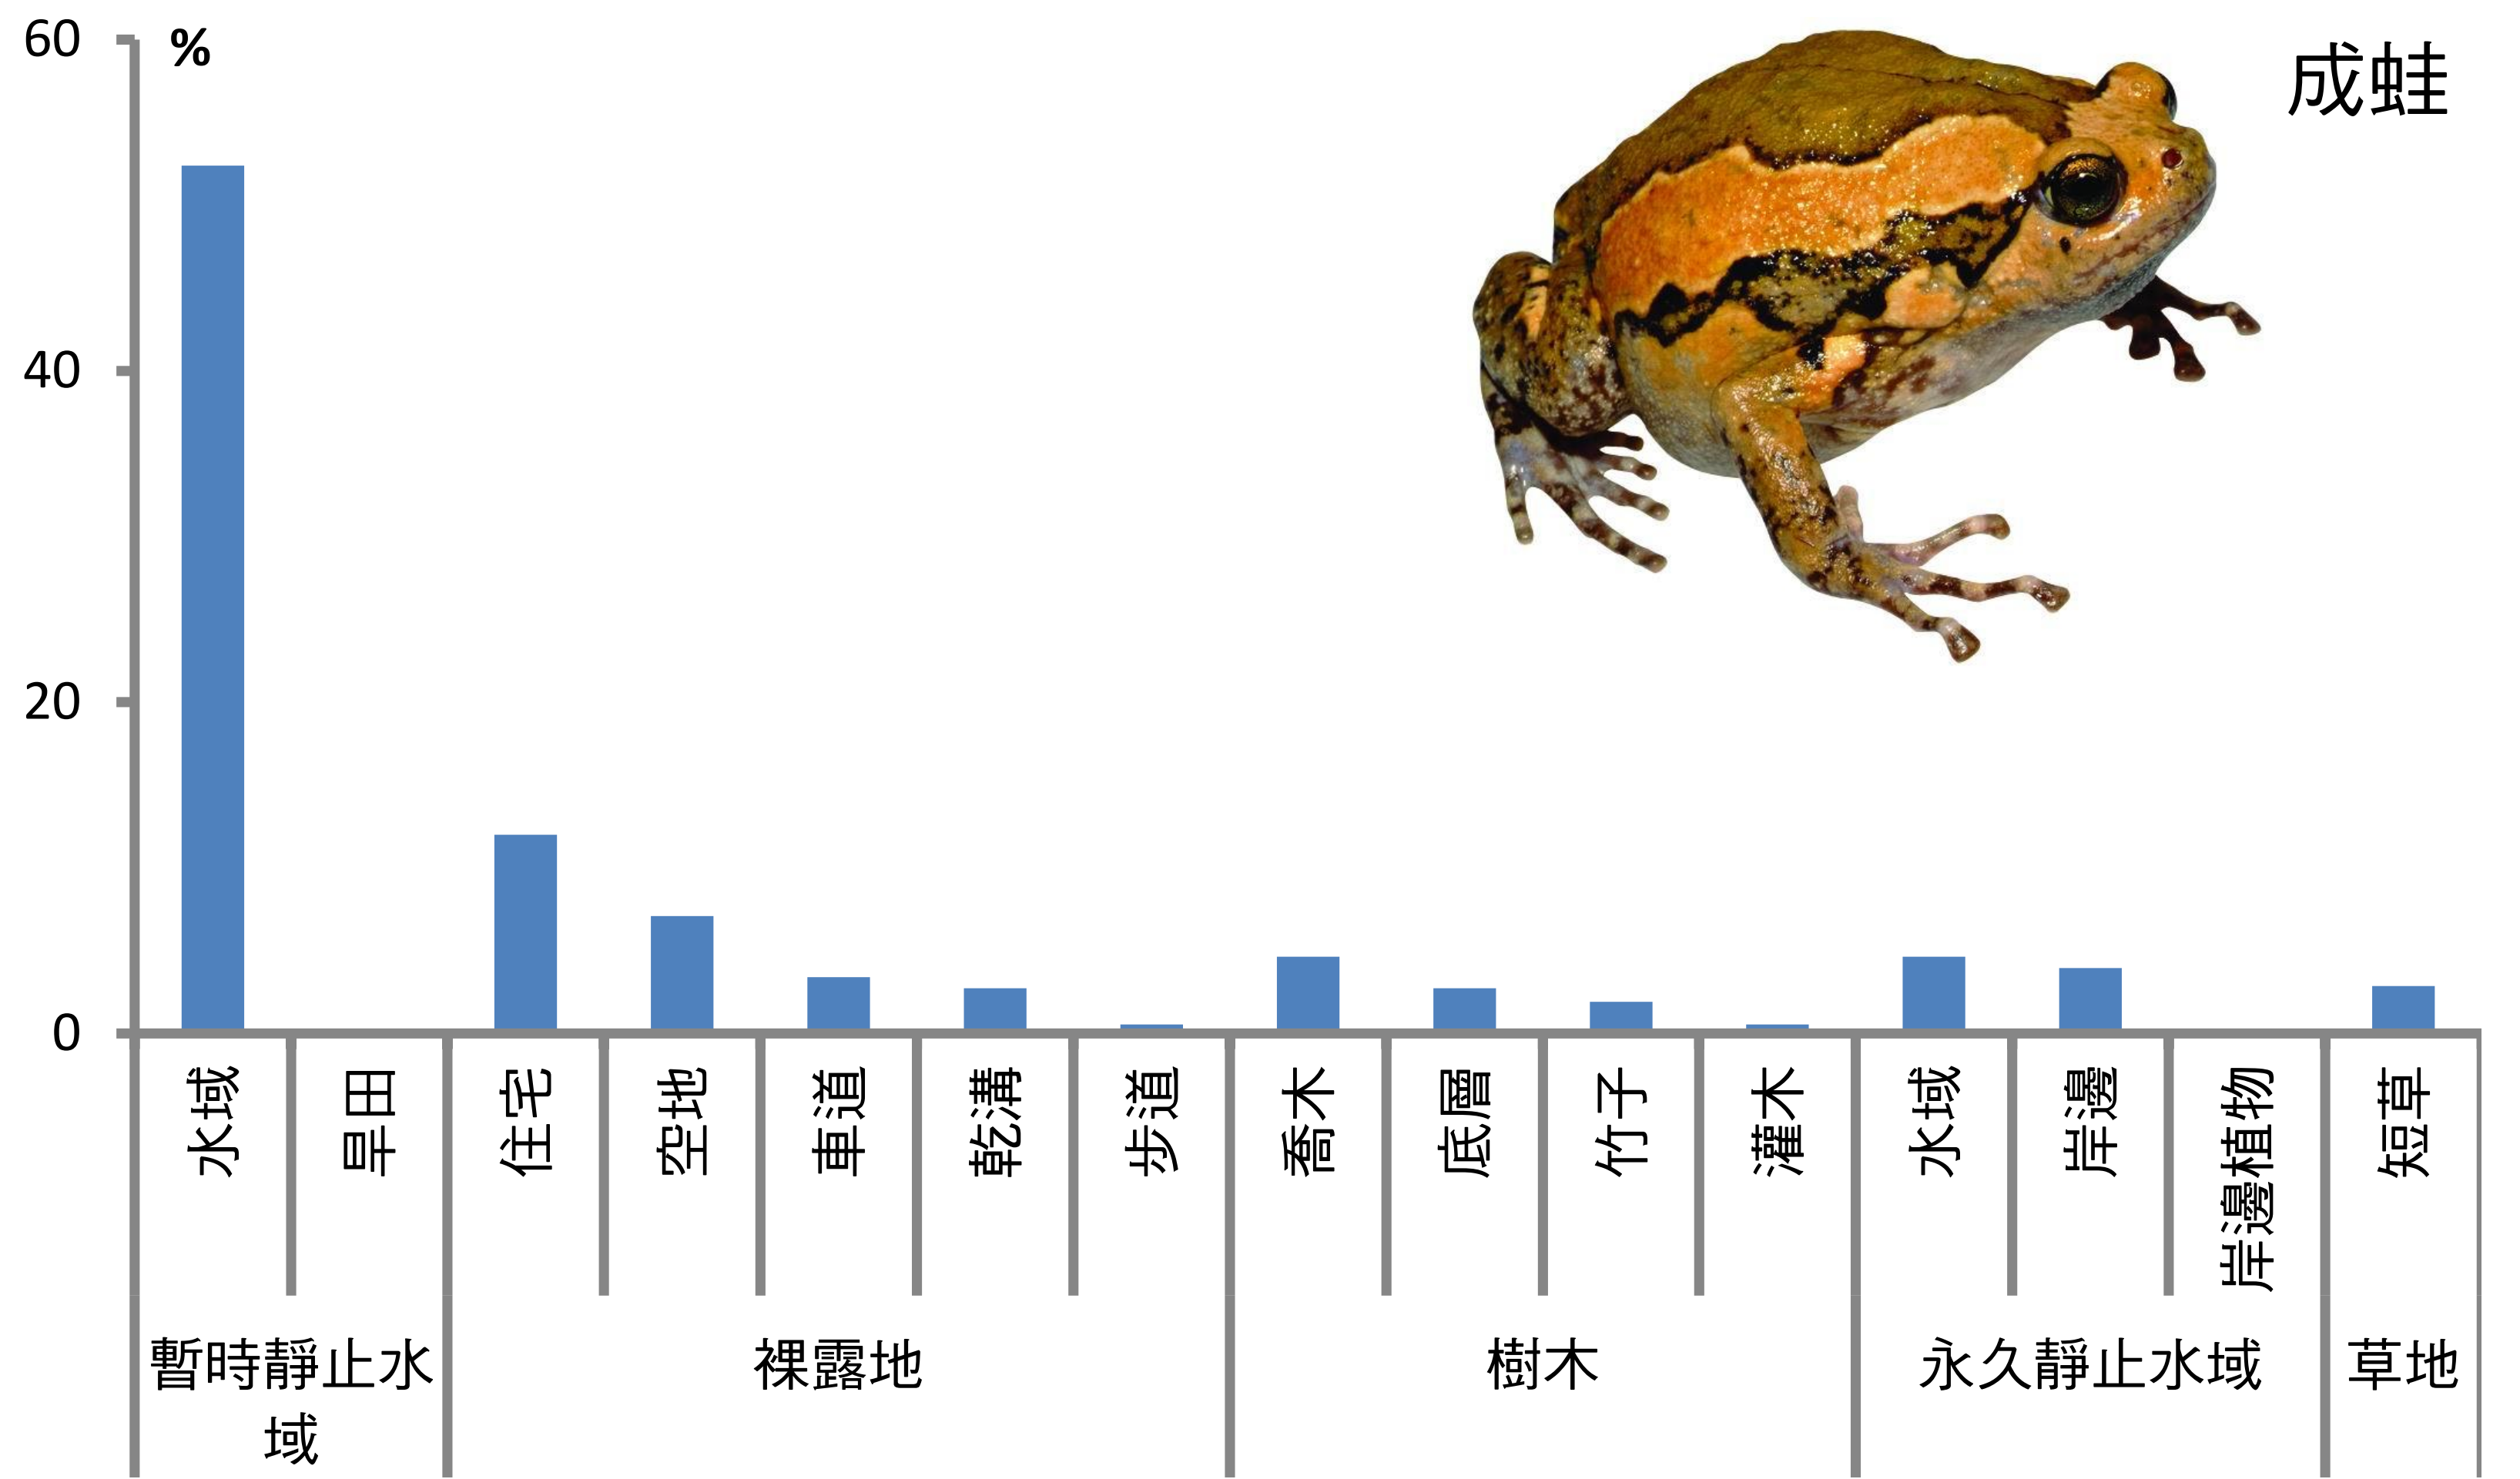 60
%
成蛙
40
20
0
水域
旱田
住宅
空地
車道
乾溝
步道
喬木
底層
竹子
灌木
水域
岸邊
岸邊植物
短草
暫時靜止水
域
裸露地
樹木
永久靜止水域
草地